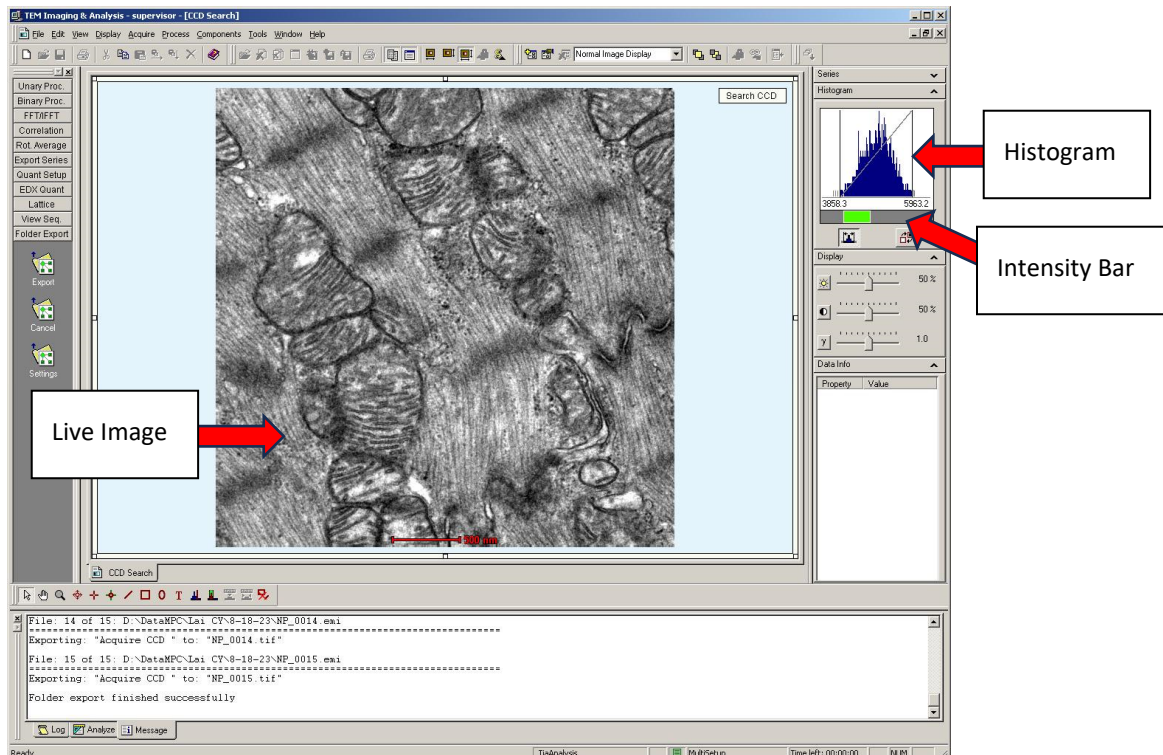 TEM Imaging & Analysis - supervisor - [CCD Search]
File Edit View Display Acquire Process Components Tools Window Help
Normal Image Display
Unary Proc.
Binary Proc.
FFT/IFFT
Correlation
Rot. Average
Export Series
Quant Setup
EDX Quant
Lattice
View Seq.
Folder Export
Export
Cancel
Settings
Search CCD
500 nm
CCD Search
Series
Histogram
3858.3 5963.2
Display
50 %
50 %
γ 1.0
Data Info
Property Value
Histogram
Intensity Bar
Live Image
T
File: 14 of 15: D:\DataMPC\Lai CY\8-18-23\NP_0014.emi
Exporting: "Acquire CCD " to: "NP_0014.tif"
File: 15 of 15: D:\DataMPC\Lai CY\8-18-23\NP_0015.emi
Exporting: "Acquire CCD " to: "NP_0015.tif"
Folder export finished successfully
Log Analyze Message
Ready TiaAnalysis MultiSetup Time left: 00:00:00 NUM